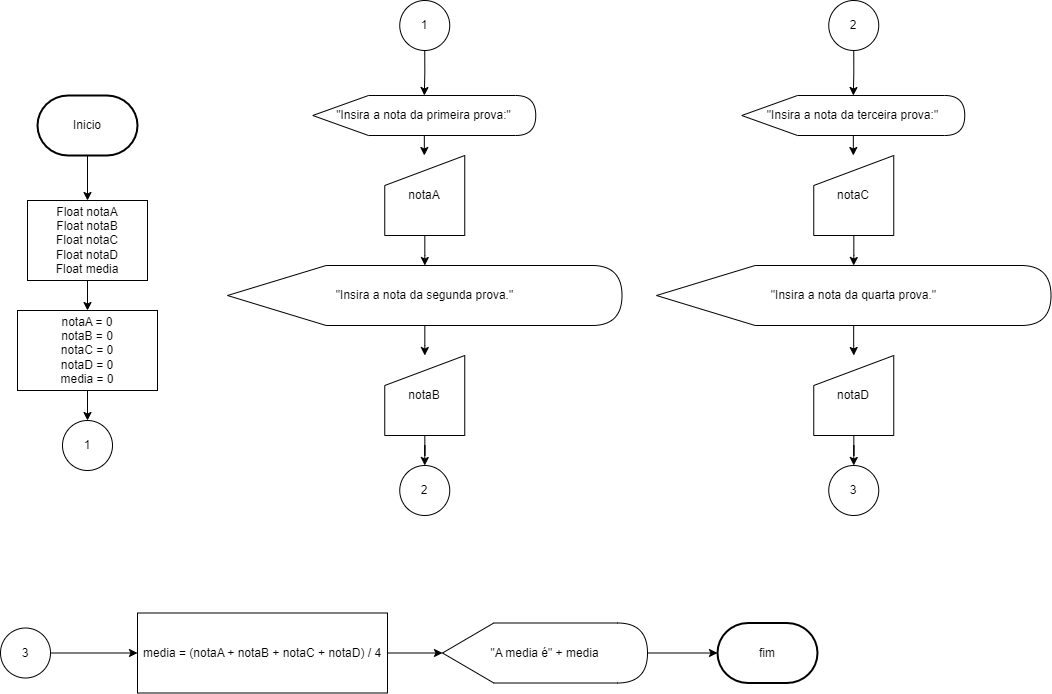 Inicio
Float notaA
Float notaB
Float notaC
Float notaD
Float media
notaA = 0
notaB = 0
notaC = 0
notaD = 0
media = 0
1
1
"Insira a nota da primeira prova:"
notaA
"Insira a nota da segunda prova."
notaB
2
2
"Insira a nota da terceira prova:"
notaC
"Insira a nota da quarta prova."
notaD
3
3
media = (notaA + notaB + notaC + notaD) / 4
"A media é" + media
fim